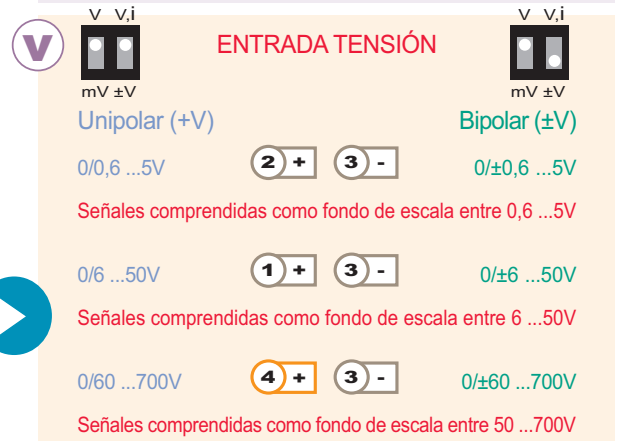 V V,i V V,i
V ENTRADA TENSIÓN
mV ±V mV ±V
Unipolar (+V) Bipolar (±V)
0/0,6 ...5V 2 + 3 - 0/±0,6 ...5V
Señales comprendidas como fondo de escala entre 0,6 ...5V
0/6 ...50V 1 + 3 - 0/±6 ...50V
Señales comprendidas como fondo de escala entre 6 ...50V
0/60 ...700V 4 + 3 - 0/±60 ...700V
Señales comprendidas como fondo de escala entre 50 ...700V